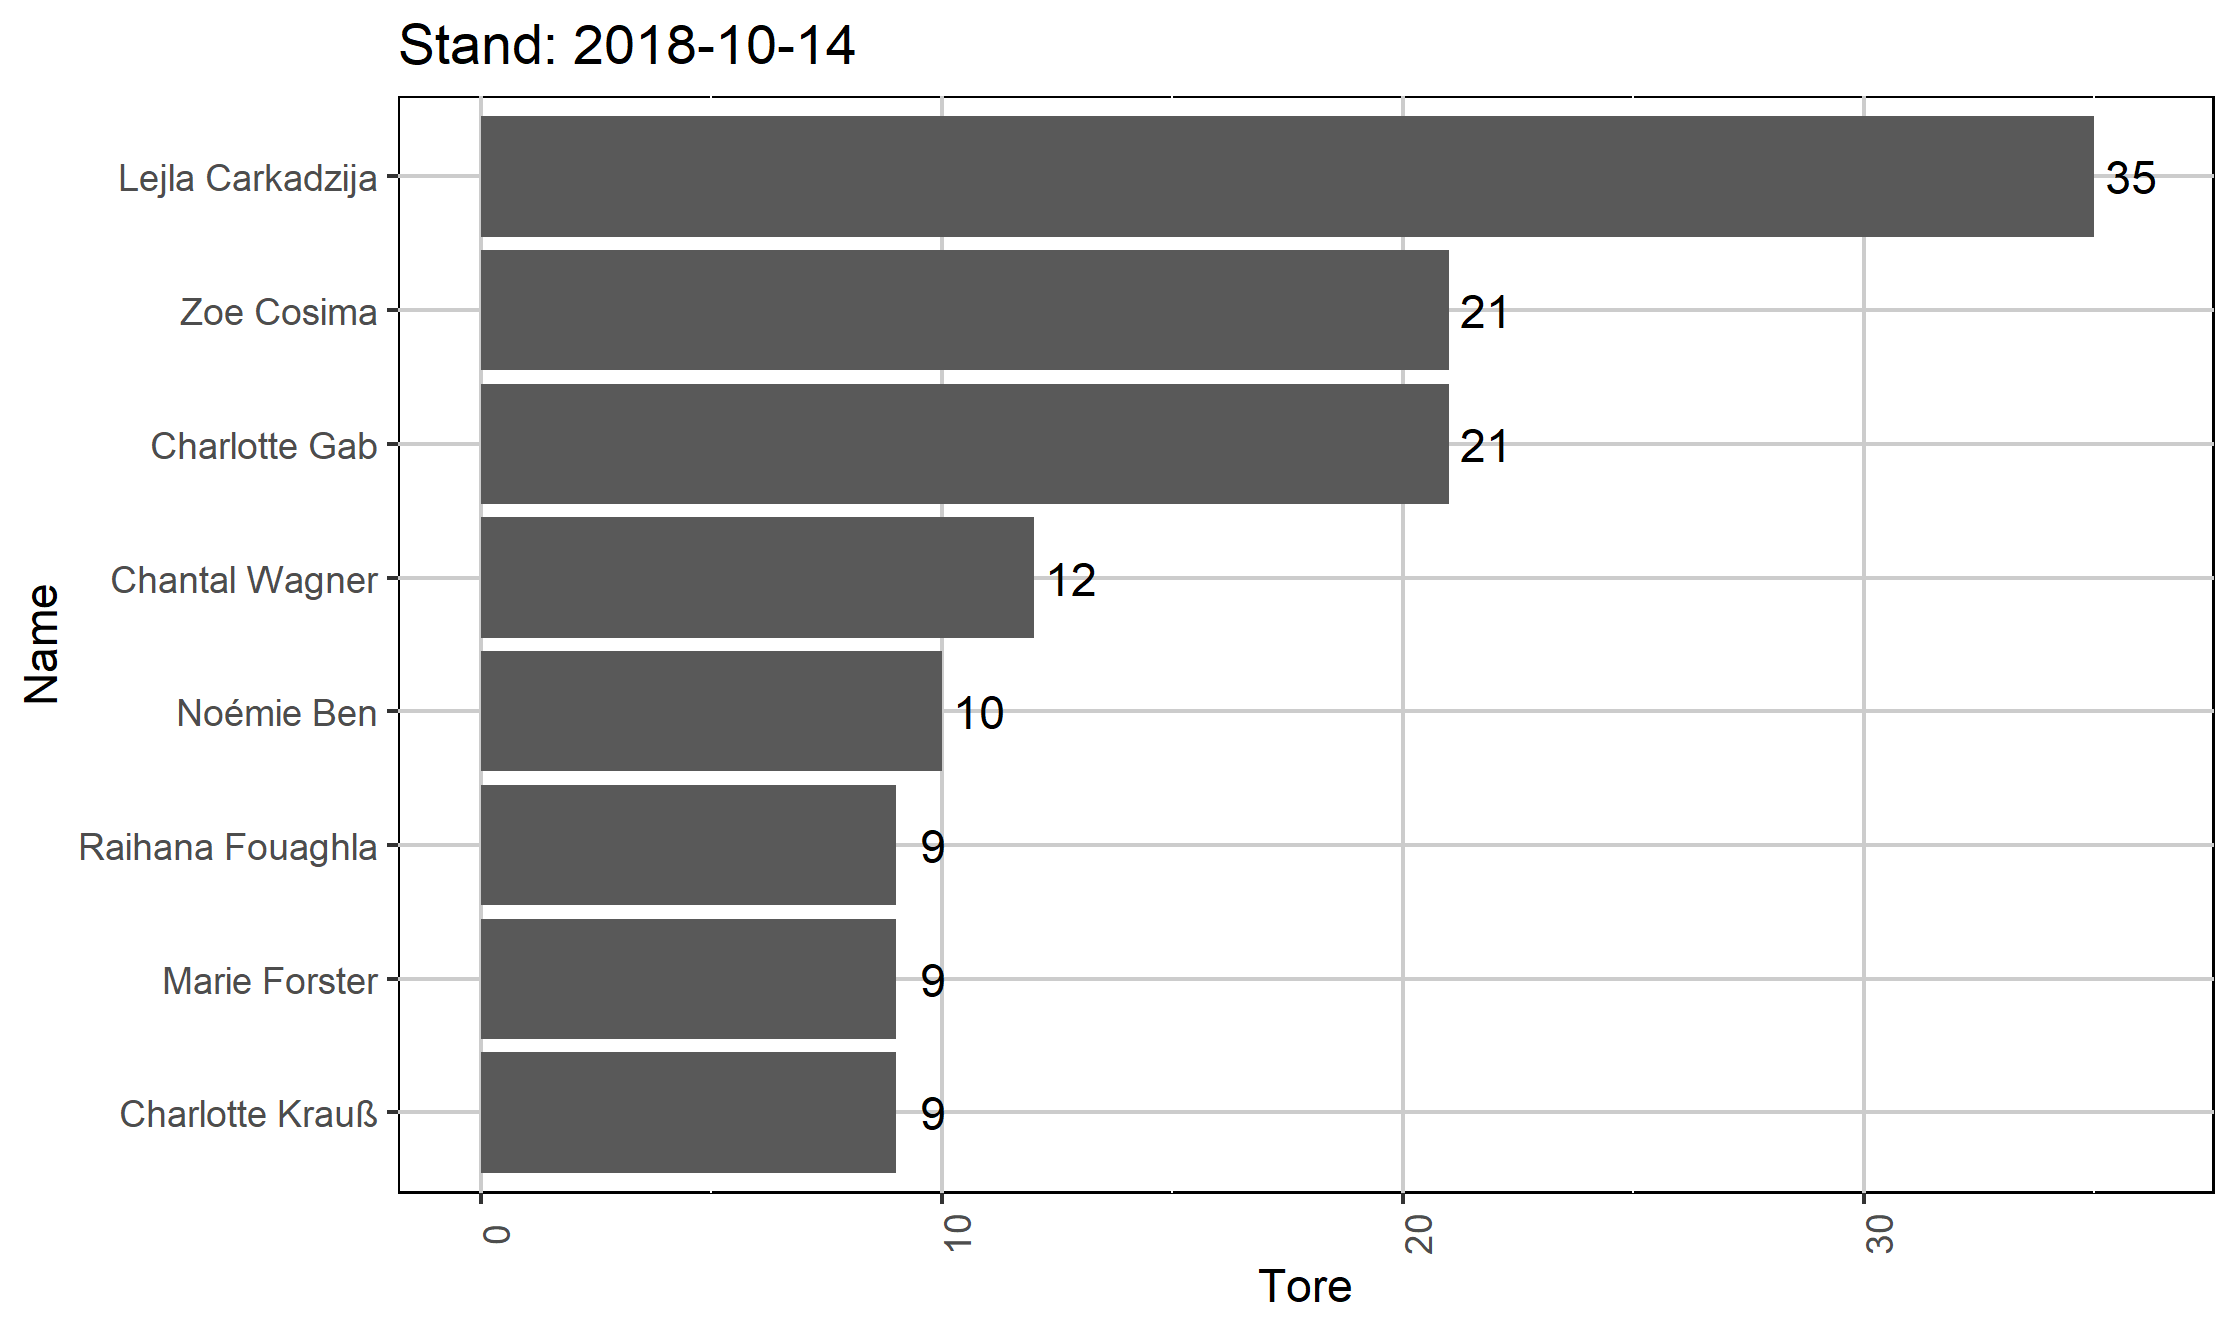 Stand: 2018-10-14
Name
Lejla Carkadzija 35
Zoe Cosima 21
Charlotte Gab 21
Chantal Wagner 12
Noémie Ben 10
Raihana Fouaghla 9
Marie Forster 9
Charlotte Krauß 9
0 10 20 30
Tore